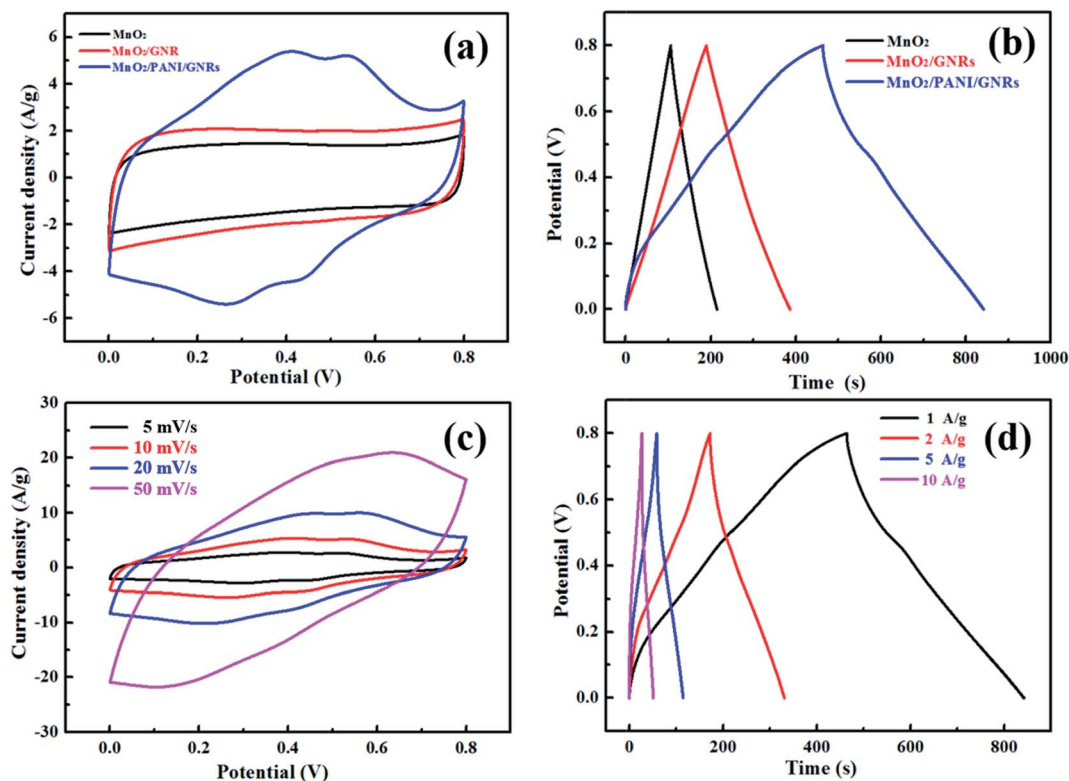 MnO₂
MnO₂/GNR
MnO₂/PANI/GNRs
(a)
6
4
2
0
-2
-4
-6
Current density (A/g)
0.0 0.2 0.4 0.6 0.8
Potential (V)
MnO₂
MnO₂/GNRs
MnO₂/PANI/GNRs
(b)
0.8
0.6
0.4
0.2
0.0
Potential (V)
0 200 400 600 800 1000
Time (s)
5 mV/s
10 mV/s
20 mV/s
50 mV/s
(c)
30
20
10
0
-10
-20
-30
Current density (A/g)
0.0 0.2 0.4 0.6 0.8
Potential (V)
1 A/g
2 A/g
5 A/g
10 A/g
(d)
0.8
0.6
0.4
0.2
0.0
Potential (V)
0 200 400 600 800
Time (s)